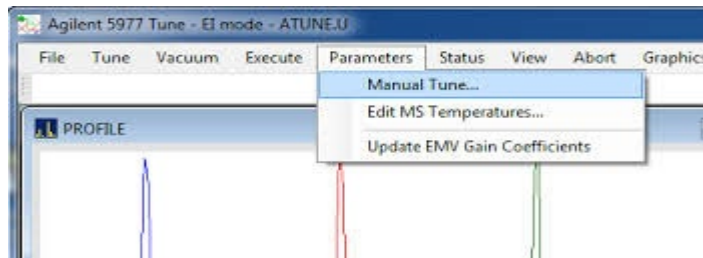 Agilent 5977 Tune - EI mode - ATUNE.U
File Tune Vacuum Execute Parameters Status View Abort Graphics
Manual Tune...
Edit MS Temperatures...
PROFILE
Update EMV Gain Coefficients